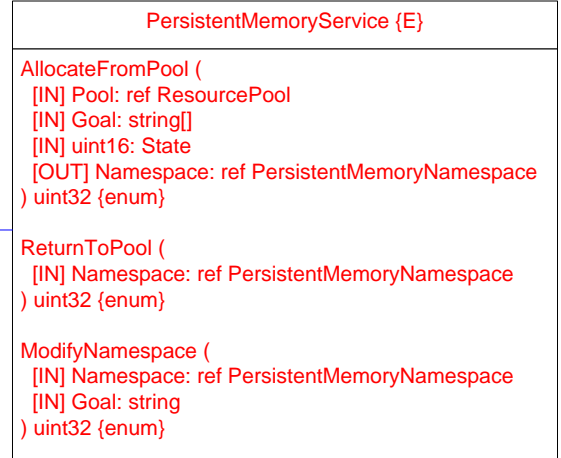 PersistentMemoryService {E}
AllocateFromPool (
[IN] Pool: ref ResourcePool
[IN] Goal: string[]
[IN] uint16: State
[OUT] Namespace: ref PersistentMemoryNamespace
) uint32 {enum}
ReturnToPool (
[IN] Namespace: ref PersistentMemoryNamespace
) uint32 {enum}
ModifyNamespace (
[IN] Namespace: ref PersistentMemoryNamespace
[IN] Goal: string
) uint32 {enum}